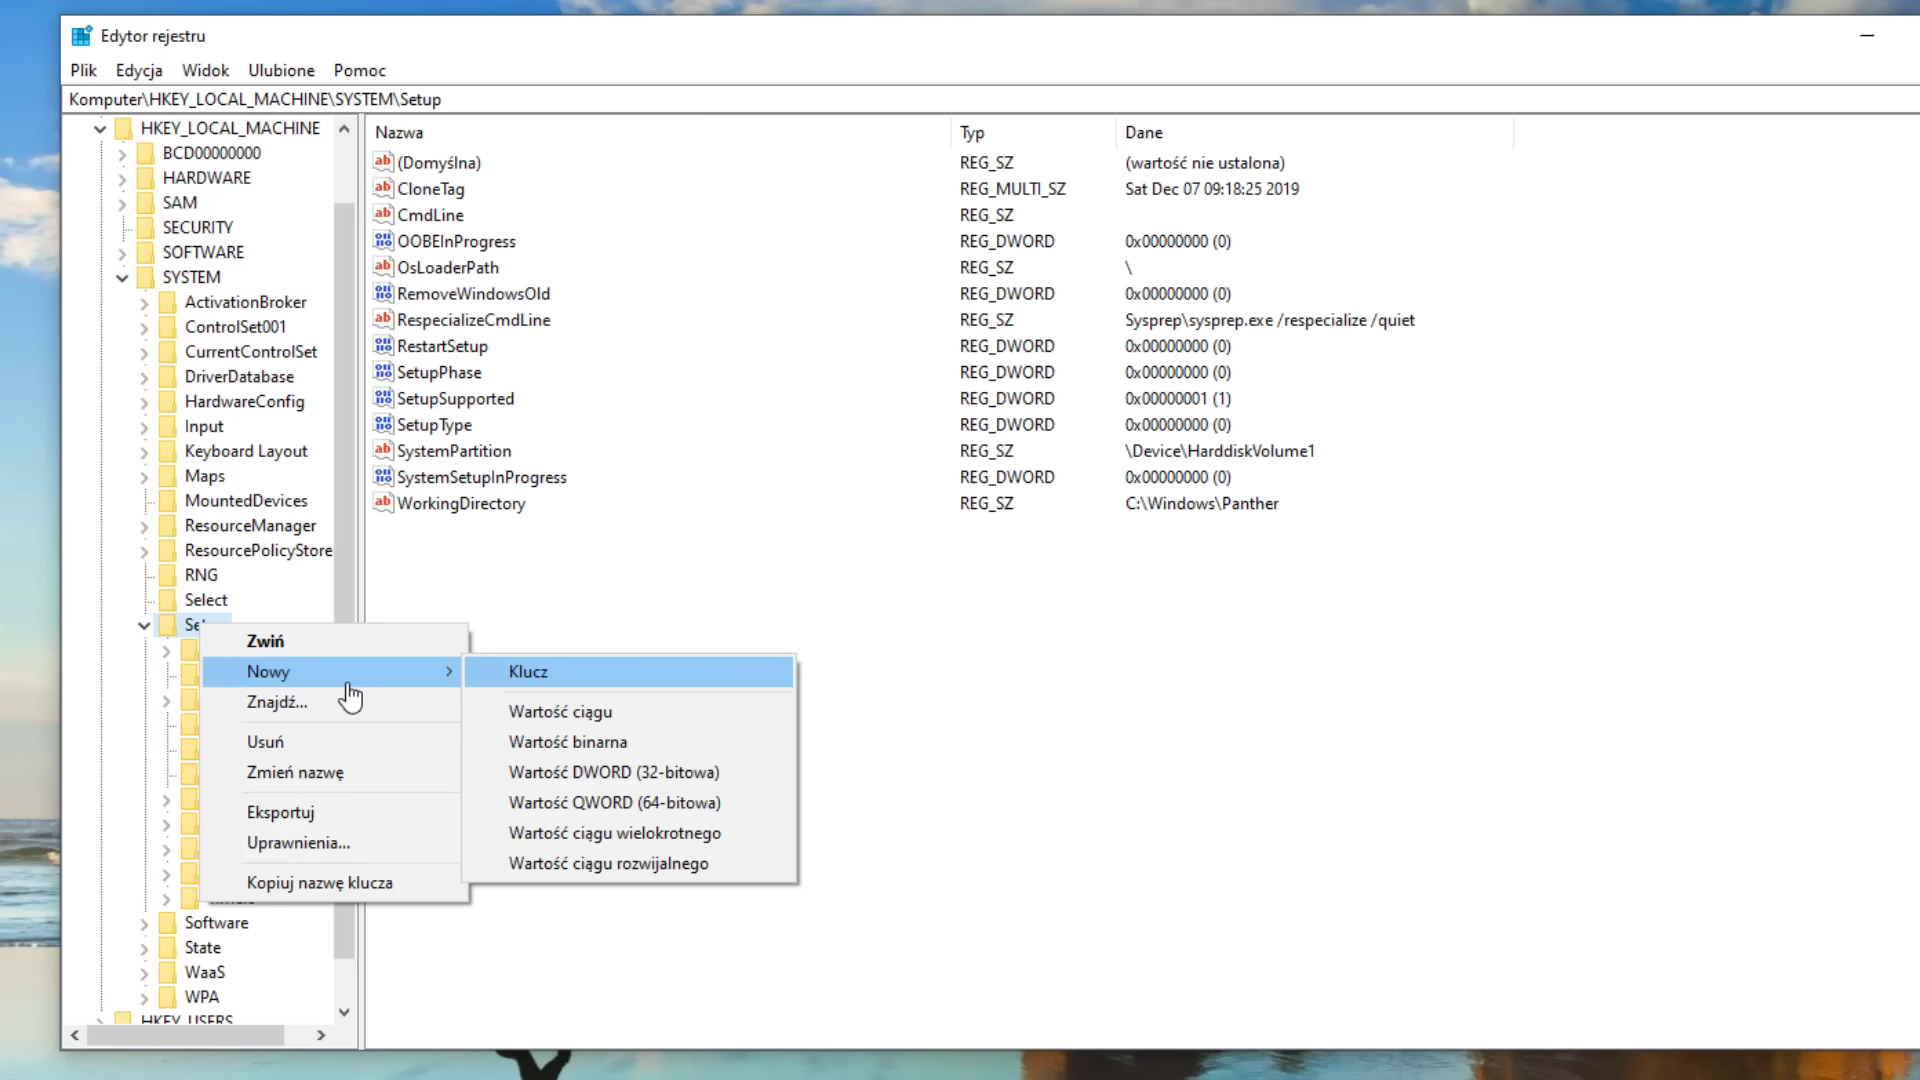 Edytor rejestru
Plik Edycja Widok Ulubione Pomoc
Komputer\HKEY_LOCAL_MACHINE\SYSTEM\Setup
HKEY_LOCAL_MACHINE
BCD00000000
HARDWARE
SAM
SECURITY
SOFTWARE
SYSTEM
ActivationBroker
ControlSet001
CurrentControlSet
DriverDatabase
HardwareConfig
Input
Keyboard Layout
Maps
MountedDevices
ResourceManager
ResourcePolicyStore
RNG
Select
Software
State
WaaS
WPA
HKEY_USERS
Nazwa Typ Dane
(Domyślna) REG_SZ (wartość nie ustalona)
CloneTag REG_MULTI_SZ Sat Dec 07 09:18:25 2019
CmdLine REG_SZ
OOBEInProgress REG_DWORD 0x00000000 (0)
OsLoaderPath REG_SZ \
RemoveWindowsOld REG_DWORD 0x00000000 (0)
RespecializeCmdLine REG_SZ Sysprep\sysprep.exe /respecialize /quiet
RestartSetup REG_DWORD 0x00000000 (0)
SetupPhase REG_DWORD 0x00000000 (0)
SetupSupported REG_DWORD 0x00000001 (1)
SetupType REG_DWORD 0x00000000 (0)
SystemPartition REG_SZ \Device\HarddiskVolume1
SystemSetupInProgress REG_DWORD 0x00000000 (0)
WorkingDirectory REG_SZ C:\Windows\Panther
Zwiń
Nowy
Znajdź...
Usuń
Zmień nazwę
Eksportuj
Uprawnienia...
Kopiuj nazwę klucza
Klucz
Wartość ciągu
Wartość binarna
Wartość DWORD (32-bitowa)
Wartość QWORD (64-bitowa)
Wartość ciągu wielokrotnego
Wartość ciągu rozwijalnego